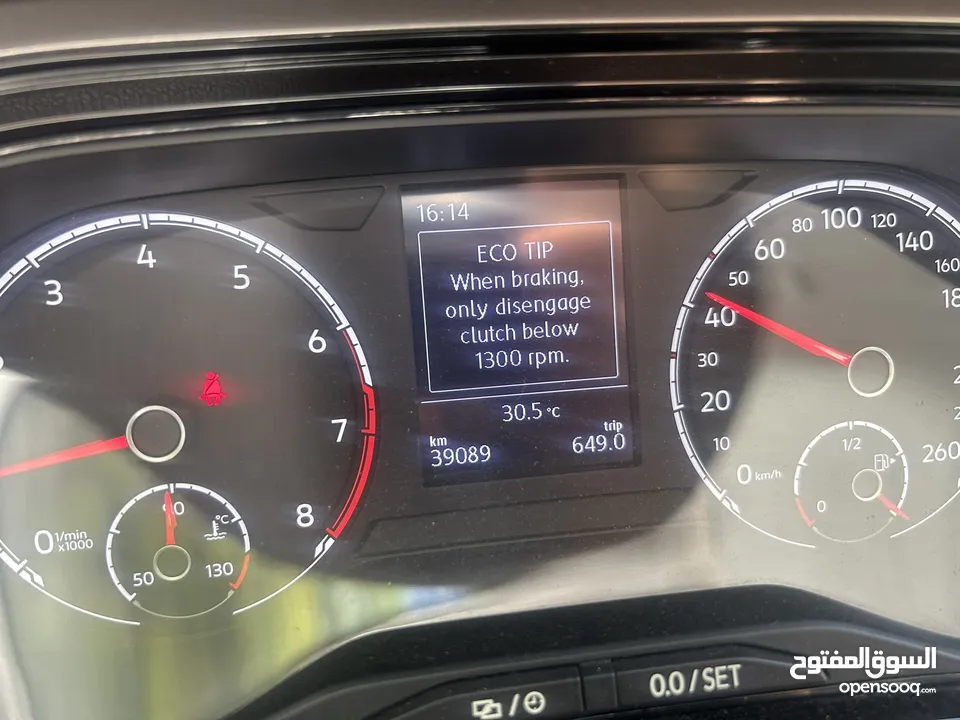 16:14
ECO TIP
When braking,
only disengage
clutch below
1300 rpm.
30.5 °C
km
39089
trip
649.0
3
4
5
6
7
8
0 1/min
x1000
50
90
130
°C
0 km/h
10
20
30
40
50
60
80
100
120
140
160
18
260
0
1/2
0.0 / SET
السوق المفتوح
opensooq.com